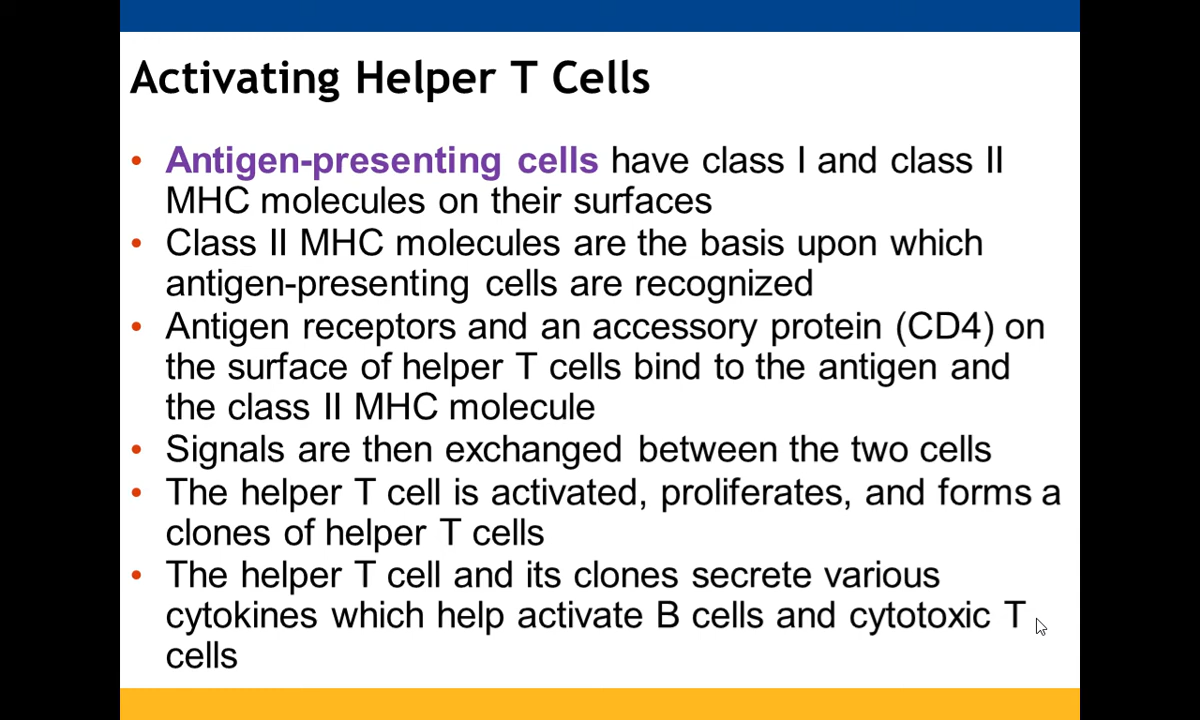 Activating Helper T Cells
• Antigen-presenting cells have class I and class II
MHC molecules on their surfaces
• Class II MHC molecules are the basis upon which
antigen-presenting cells are recognized
• Antigen receptors and an accessory protein (CD4) on
the surface of helper T cells bind to the antigen and
the class II MHC molecule
• Signals are then exchanged between the two cells
• The helper T cell is activated, proliferates, and forms a
clones of helper T cells
• The helper T cell and its clones secrete various
cytokines which help activate B cells and cytotoxic T
cells